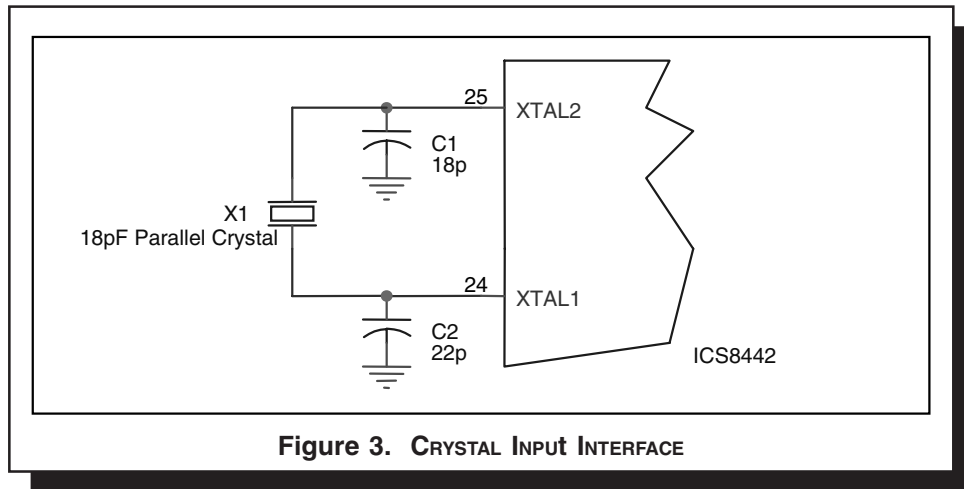 25
XTAL2
C1
18p
X1
18pF Parallel Crystal
24
XTAL1
C2
22p
ICS8442
Figure 3. CRYSTAL INPUt INTERFACE